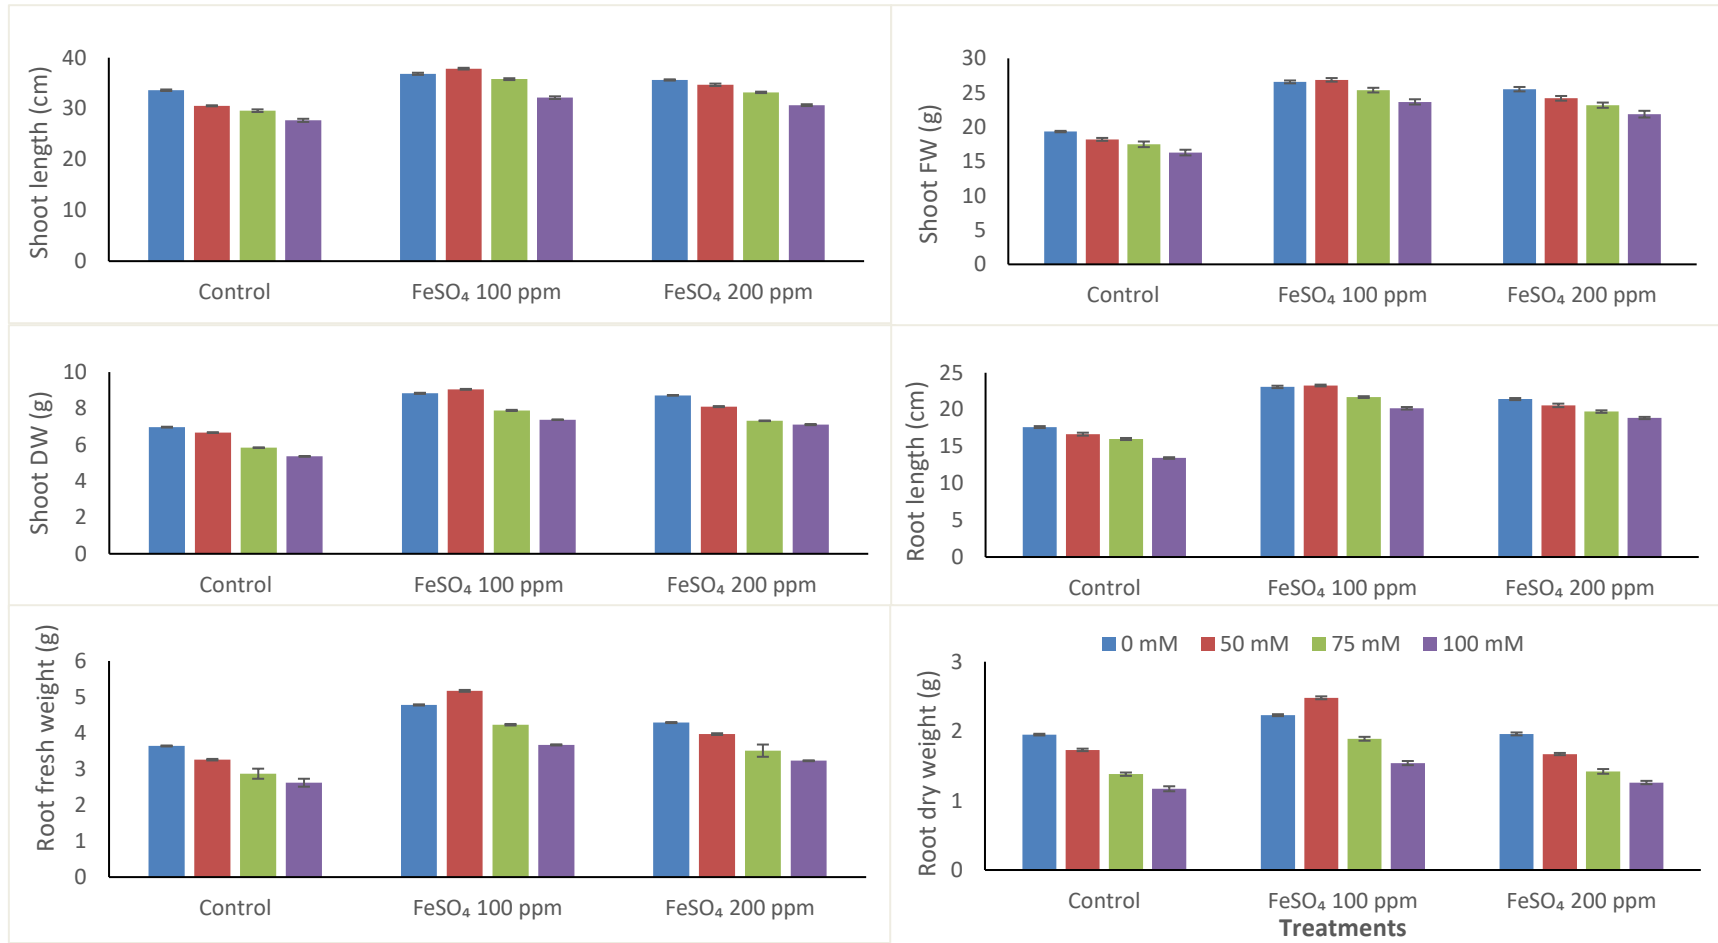 Shoot length (cm)
40
30
20
10
0
Control
FeSO₄ 100 ppm
FeSO₄ 200 ppm
Shoot FW (g)
30
25
20
15
10
5
0
Control
FeSO₄ 100 ppm
FeSO₄ 200 ppm
Shoot DW (g)
10
8
6
4
2
0
Control
FeSO₄ 100 ppm
FeSO₄ 200 ppm
Root length (cm)
25
20
15
10
5
0
Control
FeSO₄ 100 ppm
FeSO₄ 200 ppm
Root fresh weight (g)
6
5
4
3
2
1
0
Control
FeSO₄ 100 ppm
FeSO₄ 200 ppm
0 mM 50 mM 75 mM 100 mM
Root dry weight (g)
3
2
1
0
Control
FeSO₄ 100 ppm
FeSO₄ 200 ppm
Treatments